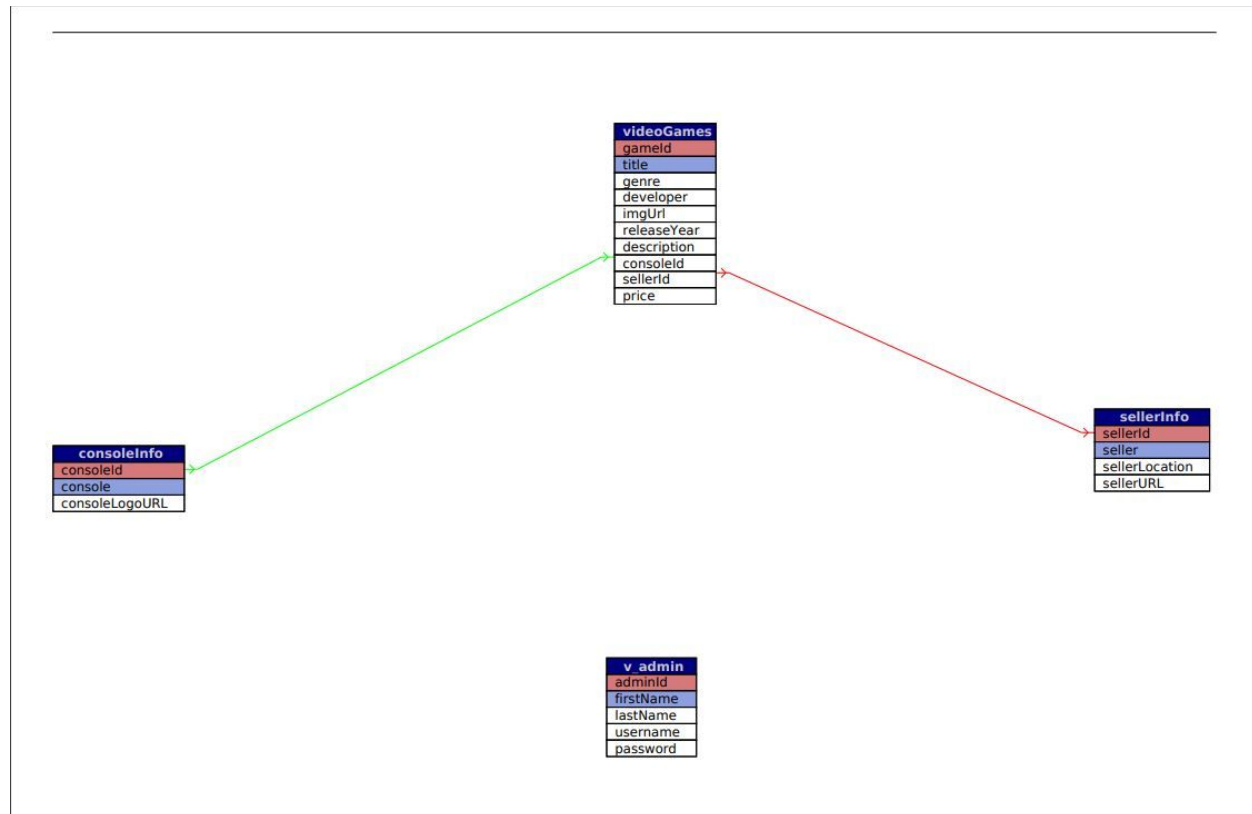 videoGames
gameId
title
genre
developer
imgUrl
releaseYear
description
consoleId
sellerId
price
consoleInfo
consoleId
console
consoleLogoURL
sellerInfo
sellerId
seller
sellerLocation
sellerURL
v_admin
adminId
firstName
lastName
username
password